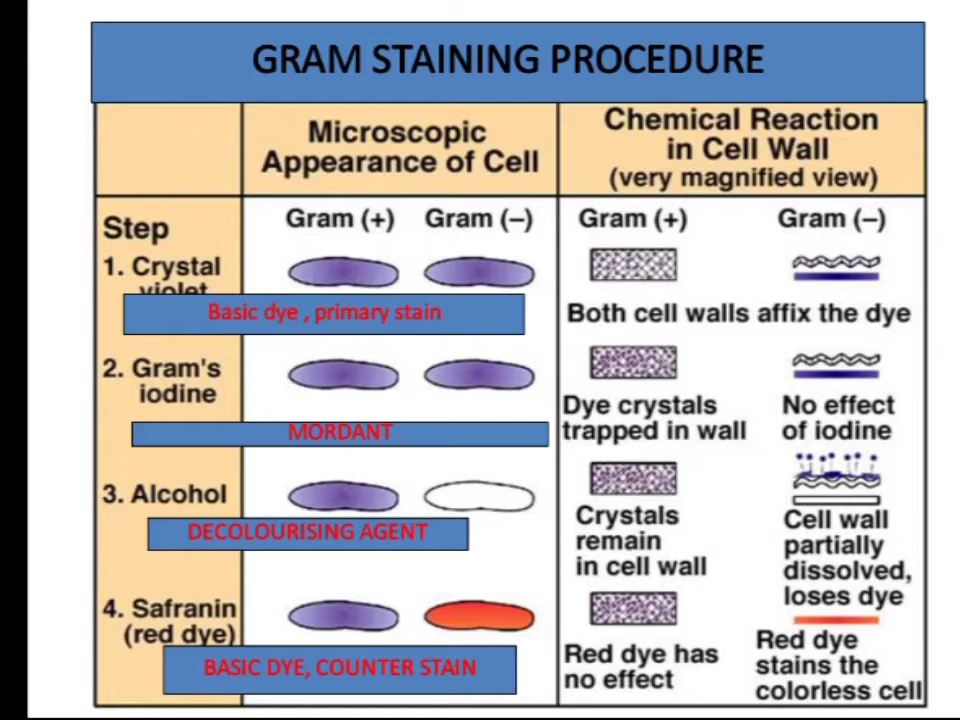 GRAM STAINING PROCEDURE
Microscopic
Appearance of Cell
Chemical Reaction
in Cell Wall
(very magnified view)
Step
Gram (+) Gram (–) Gram (+) Gram (–)
1. Crystal
violet
Basic dye , primary stain
Both cell walls affix the dye
2. Gram's
iodine
MORDANT
Dye crystals
trapped in wall
No effect
of iodine
3. Alcohol
DECOLOURISING AGENT
Crystals
remain
in cell wall
Cell wall
partially
dissolved,
loses dye
4. Safranin
(red dye)
BASIC DYE, COUNTER STAIN
Red dye has
no effect
Red dye
stains the
colorless cell